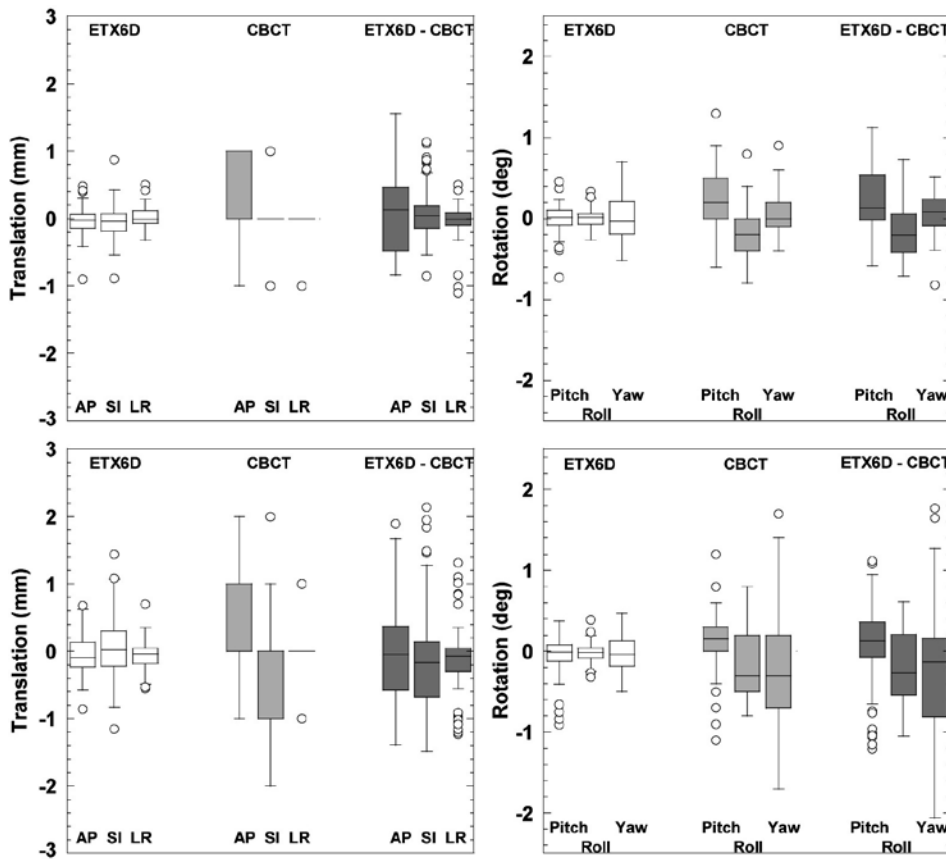 3
ETX6D CBCT ETX6D - CBCT
2
1
0
-1
-2
-3
Translation (mm)
AP SI LR AP SI LR AP SI LR
ETX6D CBCT ETX6D - CBCT
2
1
0
-1
-2
Rotation (deg)
Pitch Yaw Pitch Yaw Pitch Yaw
Roll Roll Roll
3
ETX6D CBCT ETX6D - CBCT
2
1
0
-1
-2
-3
Translation (mm)
AP SI LR AP SI LR AP SI LR
ETX6D CBCT ETX6D - CBCT
2
1
0
-1
-2
Rotation (deg)
Pitch Yaw Pitch Yaw Pitch Yaw
Roll Roll Roll